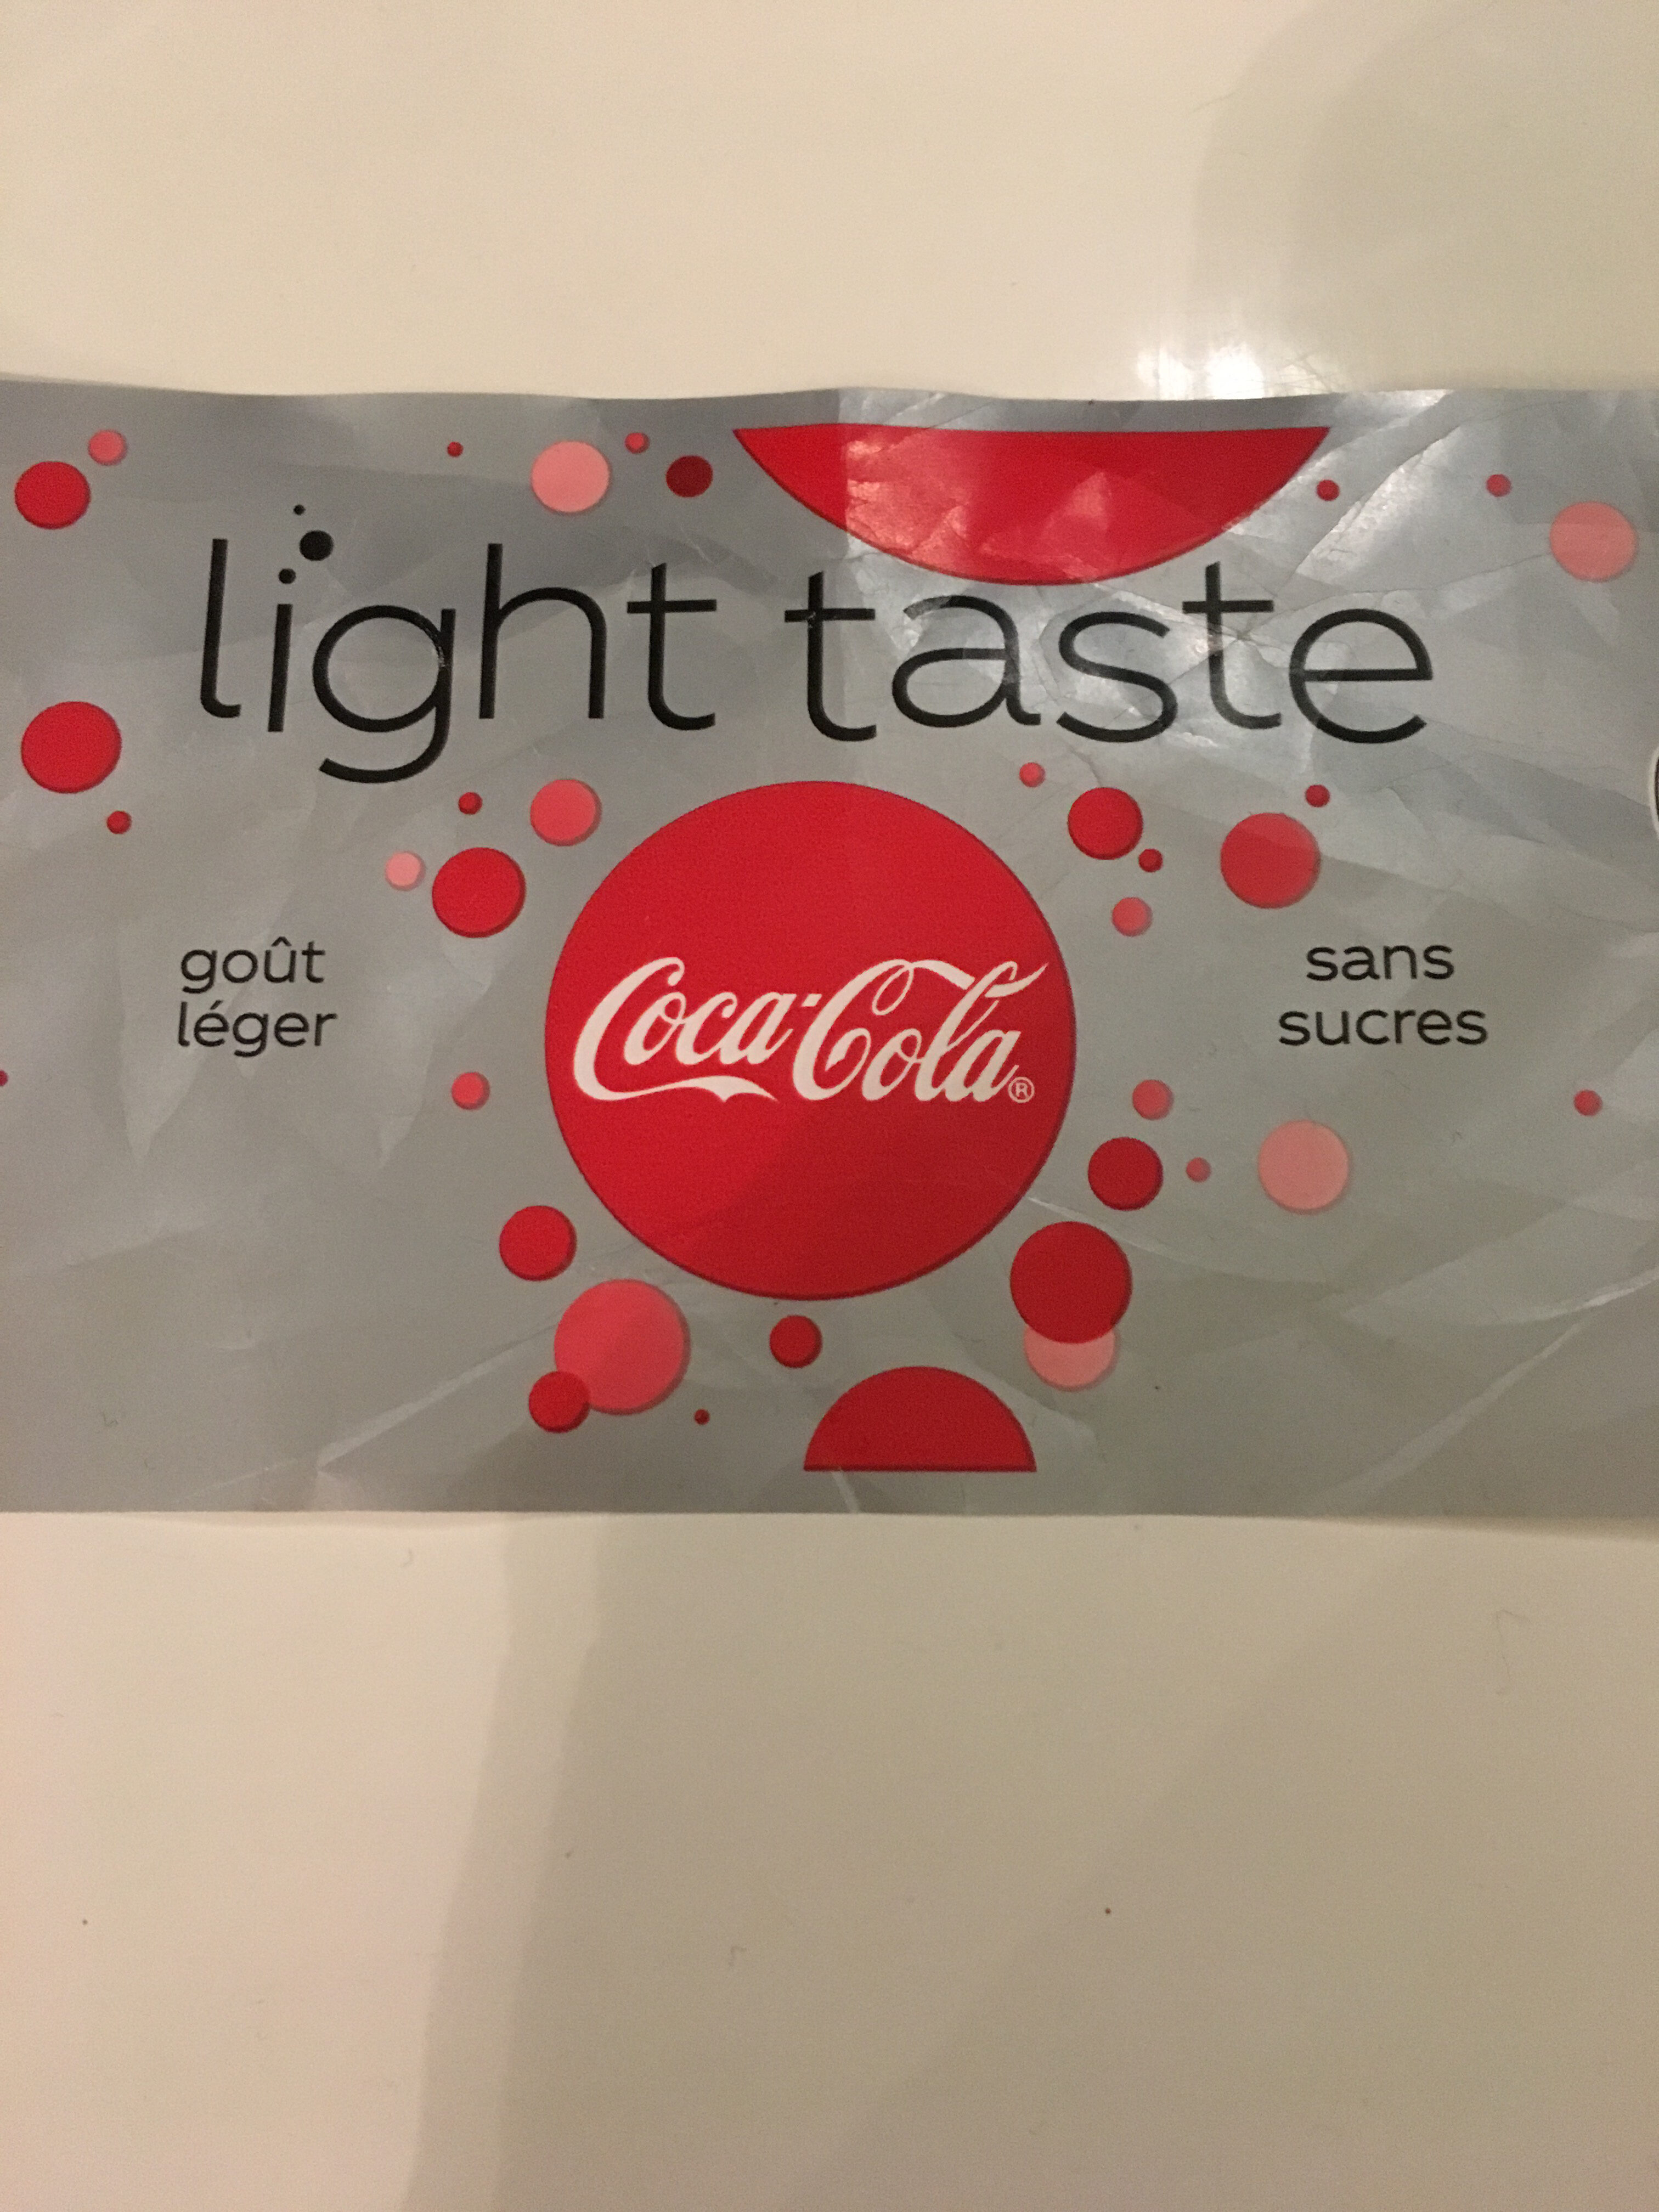 light taste
goût
léger
Coca-Cola®
sans
sucres